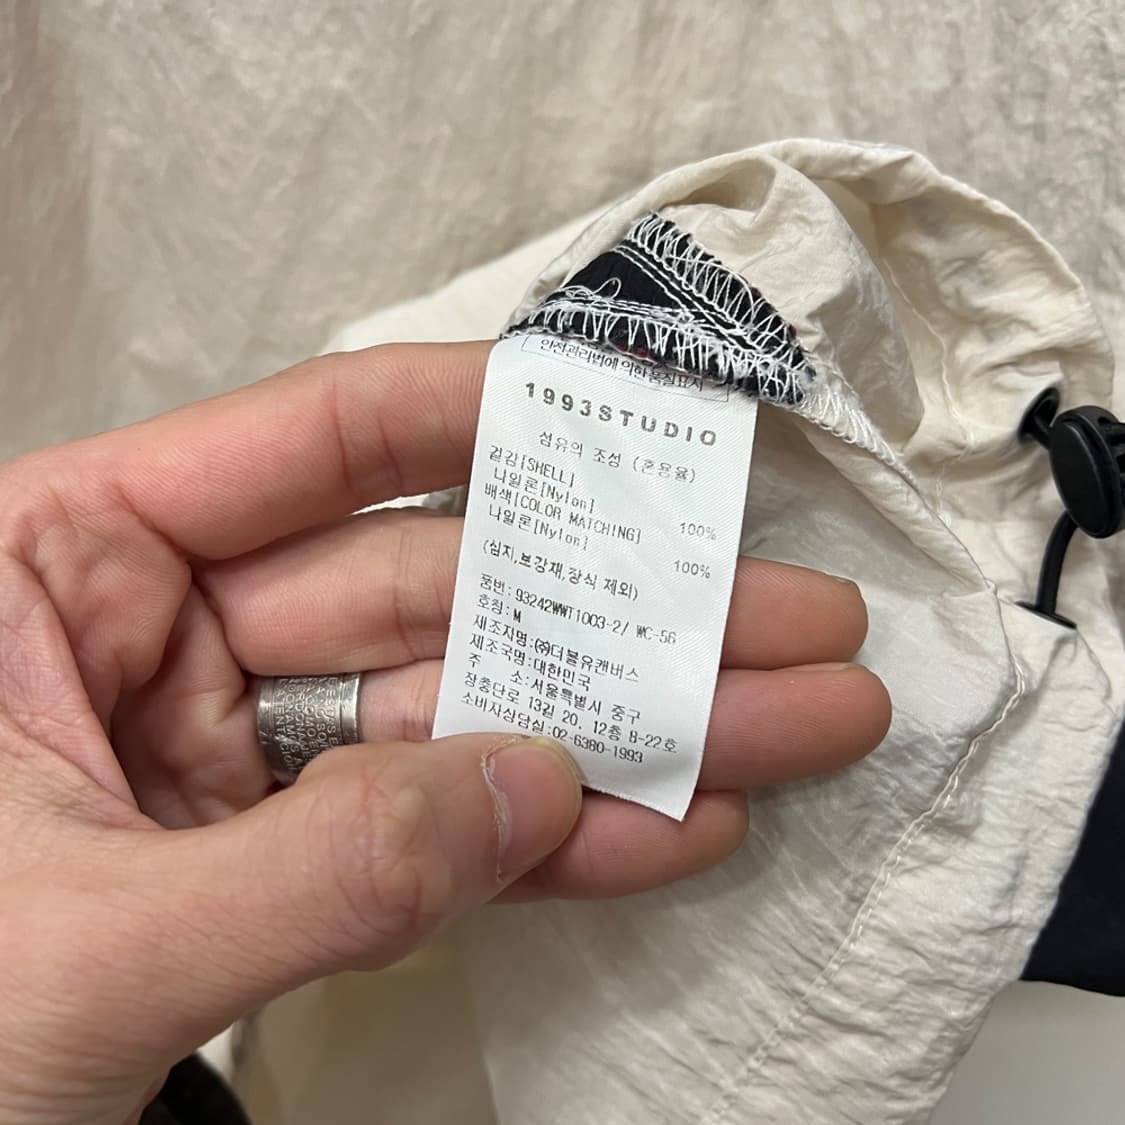 안전관리법에 의한 품질표시
1993STUDIO
섬유의 조성 (혼용율)
겉감[SHELL]
나일론[Nylon] 100%
배색[COLOR MATCHING]
나일론[Nylon] 100%
(심지,보강재,장식 제외)
품번: 93242WWT1003-2/ WC-56
호칭: M
제조자명:㈜더블유캔버스
제조국명:대한민국
주 소:서울특별시 중구
장충단로 13길 20. 12층 B-22호
소비자상담실:02-6380-1993